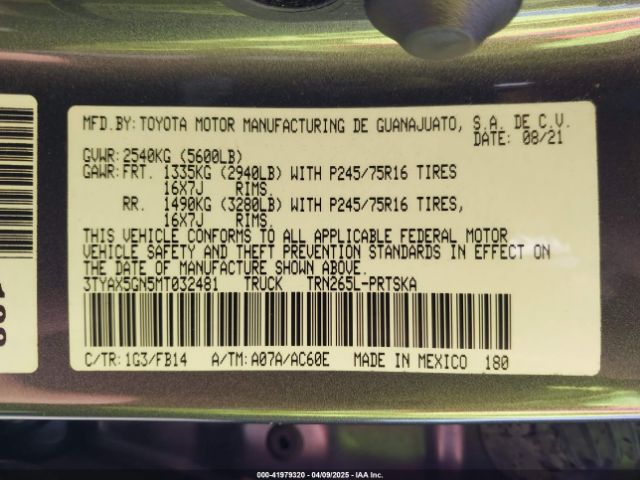 MFD.BY:TOYOTA MOTOR MANUFACTURING DE GUANAJUATO, S.A. DE C.V.
DATE: 08/21
GVWR:2540KG (5600LB)
GAWR:FRT. 1335KG (2940LB) WITH P245/75R16 TIRES
16X7J RIMS.
RR. 1490KG (3280LB) WITH P245/75R16 TIRES,
16X7J RIMS.
THIS VEHICLE CONFORMS TO ALL APPLICABLE FEDERAL MOTOR
VEHICLE SAFETY AND THEFT PREVENTION STANDARDS IN EFFECT ON
THE DATE OF MANUFACTURE SHOWN ABOVE.
3TYAX5GN5MT032481 TRUCK TRN265L-PRTSKA
C/TR:1G3/FB14 A/TM:A07A/AC60E MADE IN MEXICO 180
000-41979320 - 04/09/2025 - IAA, Inc.